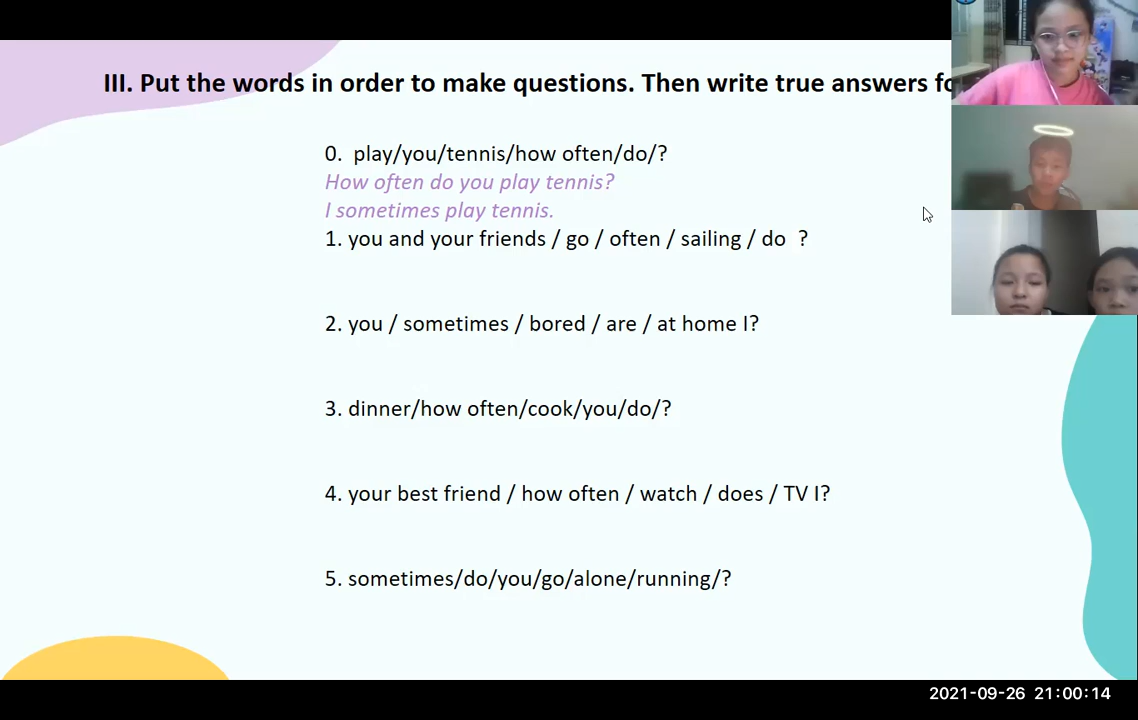 III. Put the words in order to make questions. Then write true answers fo
0. play/you/tennis/how often/do/?
How often do you play tennis?
I sometimes play tennis.
1. you and your friends / go / often / sailing / do ?
2. you / sometimes / bored / are / at home I?
3. dinner/how often/cook/you/do/?
4. your best friend / how often / watch / does / TV I?
5. sometimes/do/you/go/alone/running/?
2021-09-26 21:00:14